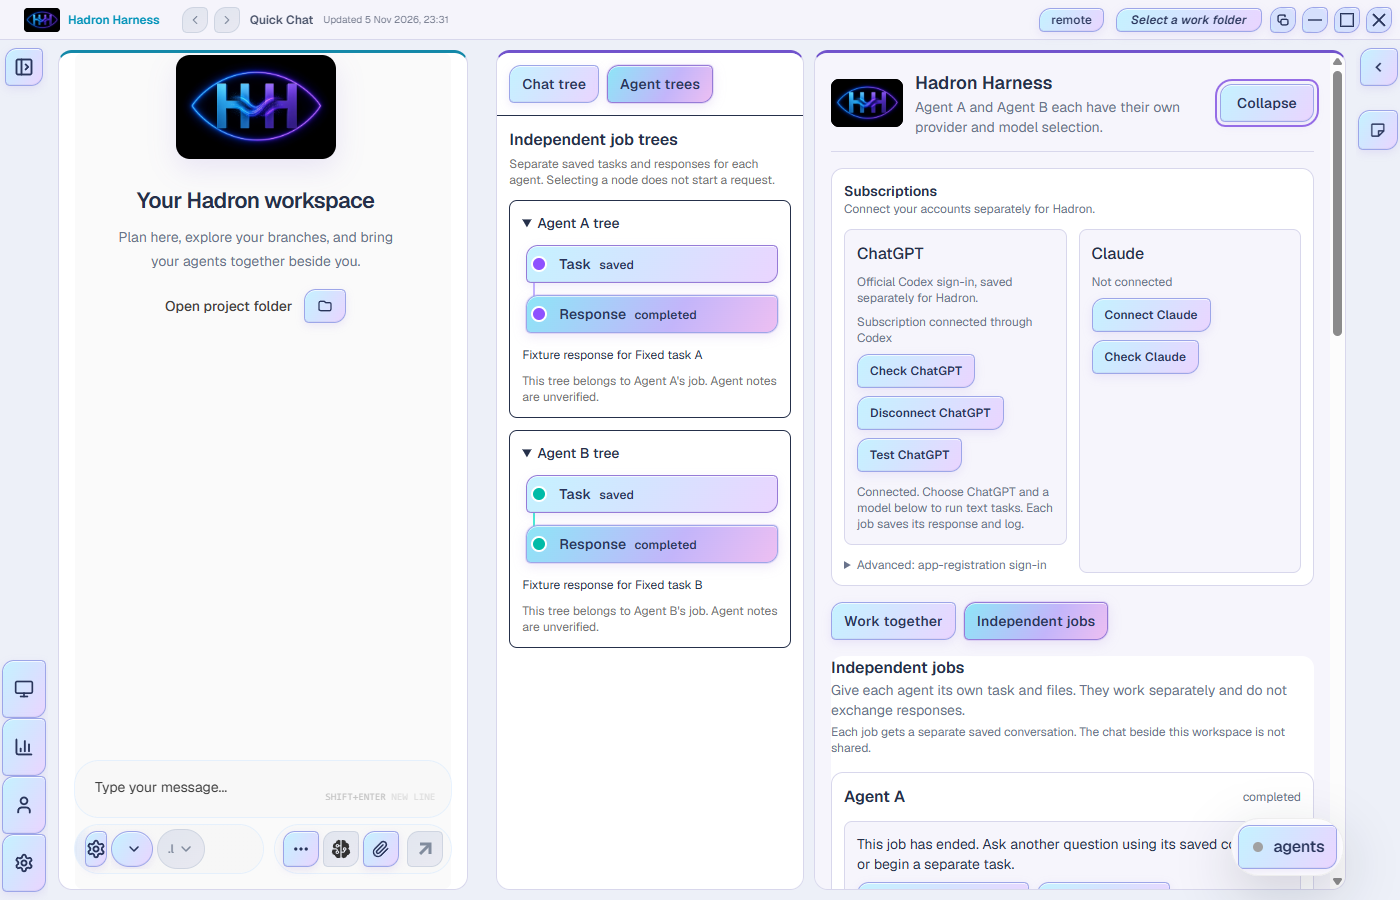 Hadron Harness
Quick Chat
Updated 5 Nov 2026, 23:31
remote
Select a work folder
HH
Your Hadron workspace
Plan here, explore your branches, and bring
your agents together beside you.
Open project folder
Type your message...
SHIFT+ENTER NEW LINE
Chat tree
Agent trees
Independent job trees
Separate saved tasks and responses for each
agent. Selecting a node does not start a request.
Agent A tree
Task saved
Response completed
Fixture response for Fixed task A
This tree belongs to Agent A's job. Agent notes
are unverified.
Agent B tree
Task saved
Response completed
Fixture response for Fixed task B
This tree belongs to Agent B's job. Agent notes
are unverified.
HH
Hadron Harness
Agent A and Agent B each have their own
provider and model selection.
Collapse
Subscriptions
Connect your accounts separately for Hadron.
ChatGPT
Official Codex sign-in, saved
separately for Hadron.
Subscription connected through
Codex
Check ChatGPT
Disconnect ChatGPT
Test ChatGPT
Connected. Choose ChatGPT and a
model below to run text tasks. Each
job saves its response and log.
Advanced: app-registration sign-in
Claude
Not connected
Connect Claude
Check Claude
Work together
Independent jobs
Independent jobs
Give each agent its own task and files. They work separately and do not
exchange responses.
Each job gets a separate saved conversation. The chat beside this workspace is not
shared.
Agent A
completed
This job has ended. Ask another question using its saved
or begin a separate task.
agents